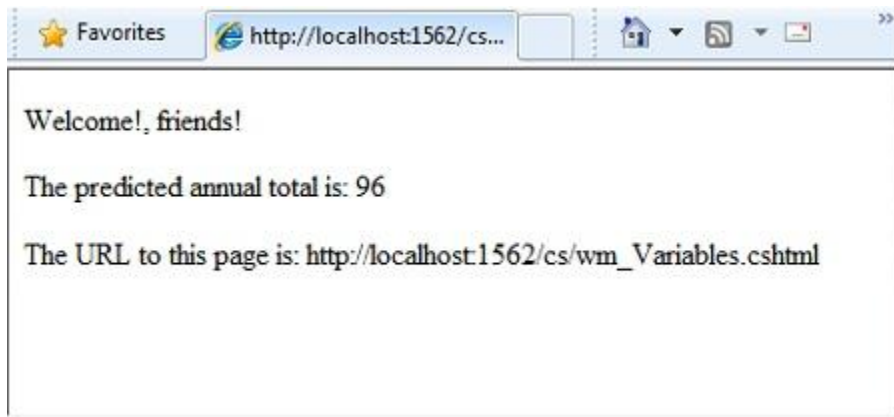 Favorites
http://localhost:1562/cs...
Welcome!, friends!
The predicted annual total is: 96
The URL to this page is: http://localhost:1562/cs/wm_Variables.cshtml